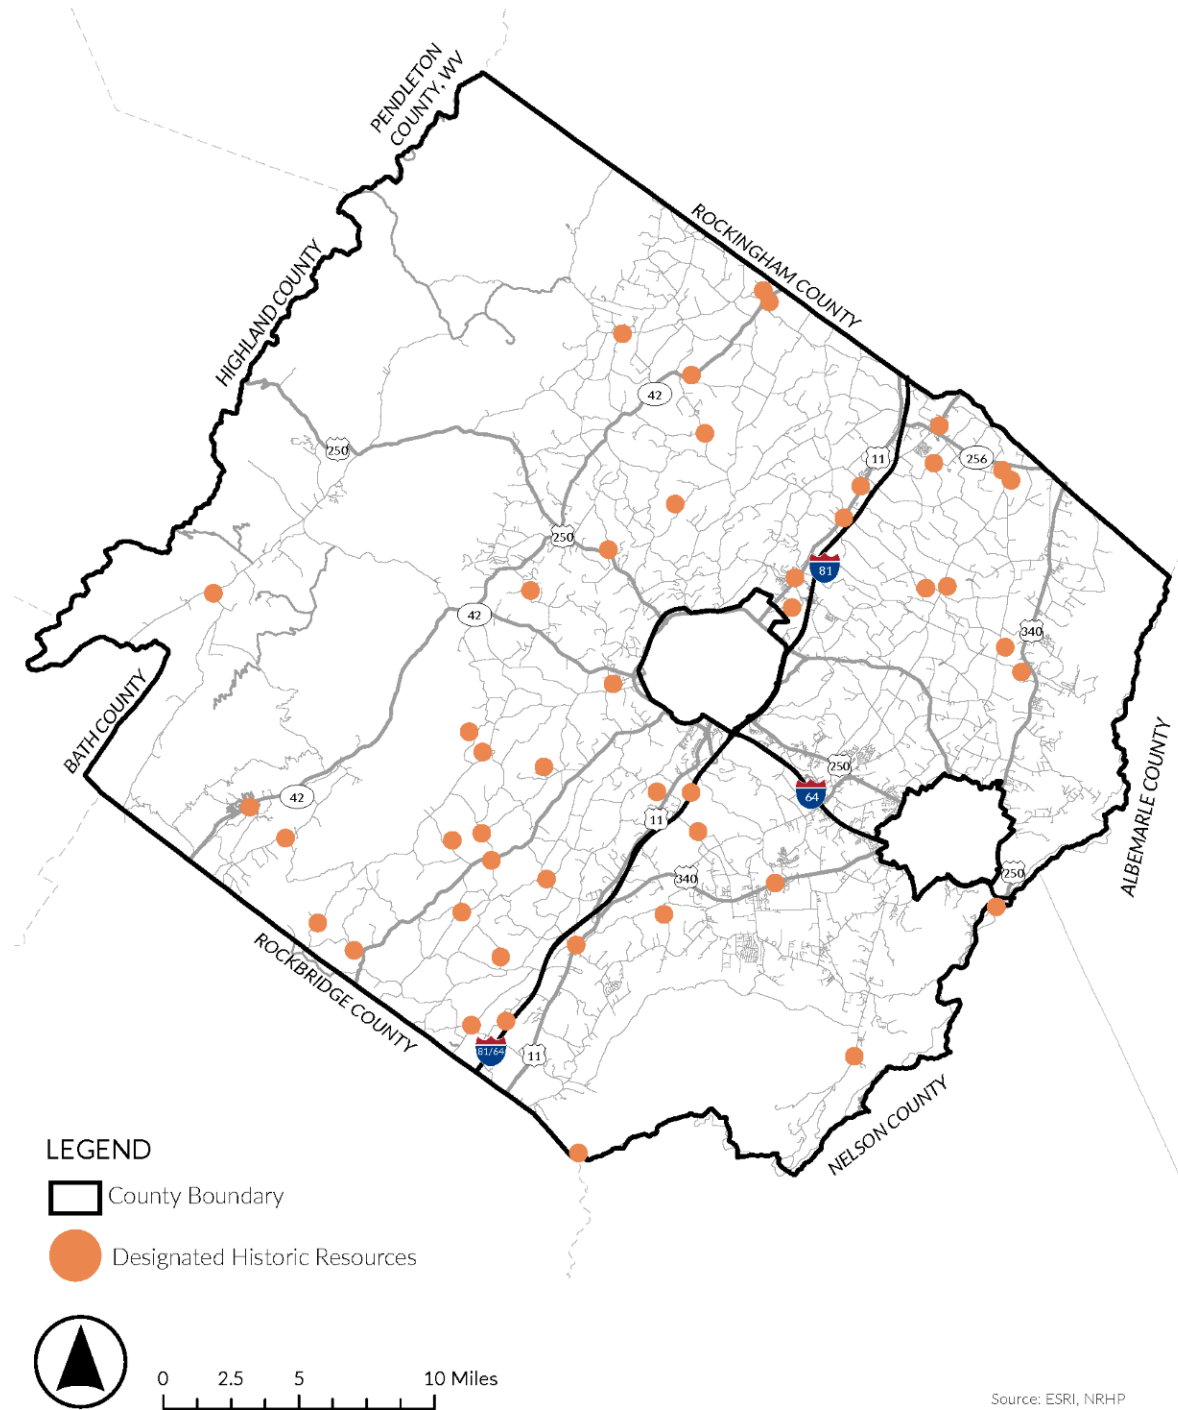 PENDLETON
COUNTY, WV
ROCKINGHAM COUNTY
HIGHLAND COUNTY
42
250
11
256
250
81
42
340
BATH COUNTY
ALBEMARLE COUNTY
250
42
64
11
340
250
ROCKBRIDGE COUNTY
81/64
11
NELSON COUNTY
LEGEND
County Boundary
Designated Historic Resources
0 2.5 5 10 Miles
Source: ESRI, NRHP